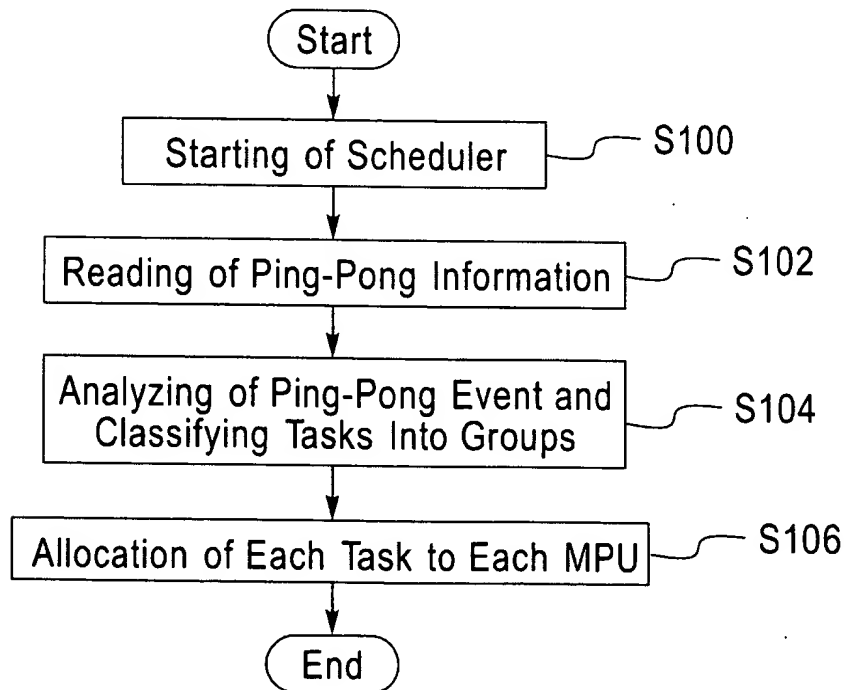 Start
Starting of Scheduler
S100
Reading of Ping-Pong Information
S102
Analyzing of Ping-Pong Event and
Classifying Tasks Into Groups
S104
Allocation of Each Task to Each MPU
S106
End